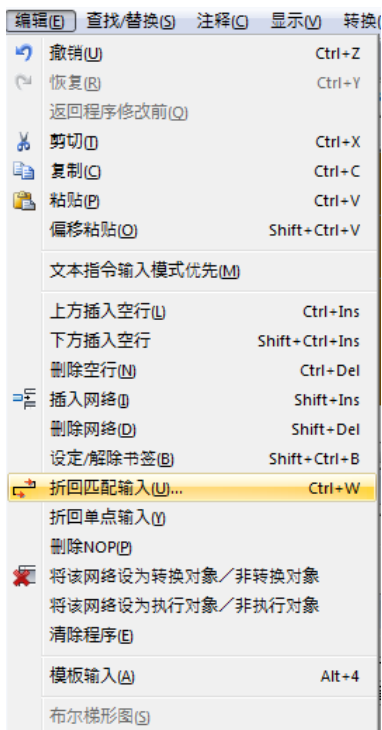 编辑(E) 查找/替换(S) 注释(C) 显示(V) 转换(
撤销(U) Ctrl+Z
恢复(R) Ctrl+Y
返回程序修改前(Q)
剪切(T) Ctrl+X
复制(C) Ctrl+C
粘贴(P) Ctrl+V
偏移粘贴(O) Shift+Ctrl+V
文本指令输入模式优先(M)
上方插入空行(L) Ctrl+Ins
下方插入空行 Shift+Ctrl+Ins
删除空行(N) Ctrl+Del
插入网络(I) Shift+Ins
删除网络(D) Shift+Del
设定/解除书签(B) Shift+Ctrl+B
折回匹配输入(U)... Ctrl+W
折回单点输入(Y)
删除NOP(P)
将该网络设为转换对象／非转换对象
将该网络设为执行对象／非执行对象
清除程序(E)
模板输入(A) Alt+4
布尔梯形图(S)